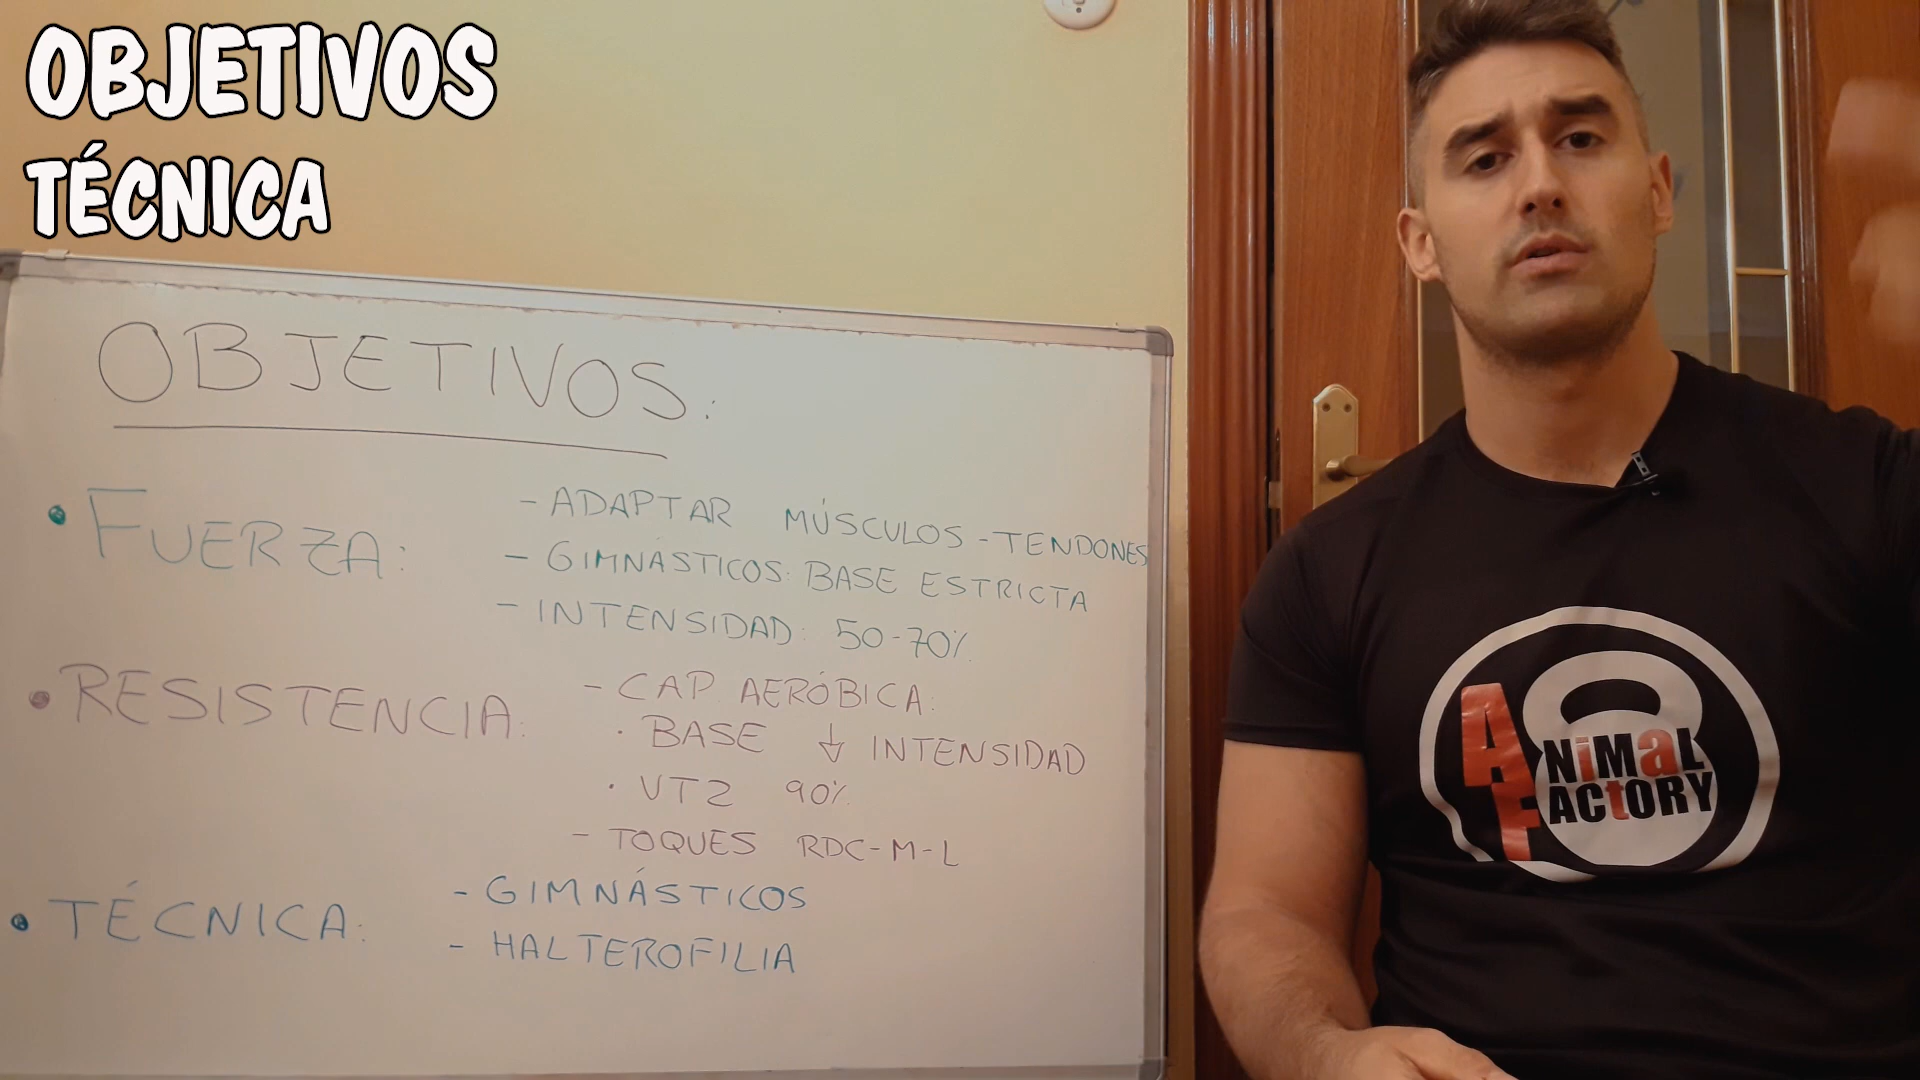 OBJETIVOS
TÉCNICA
OBJETIVOS:
• FUERZA:
- ADAPTAR MÚSCULOS - TENDONES
- GIMNÁSTICOS: BASE ESTRICTA
- INTENSIDAD: 50-70%
• RESISTENCIA:
- CAP. AERÓBICA:
• BASE ↓ INTENSIDAD
• VT2 90%
- TOQUES RDC-M-L
• TÉCNICA:
- GIMNÁSTICOS
- HALTEROFILIA
ANiMaL
FACtORY